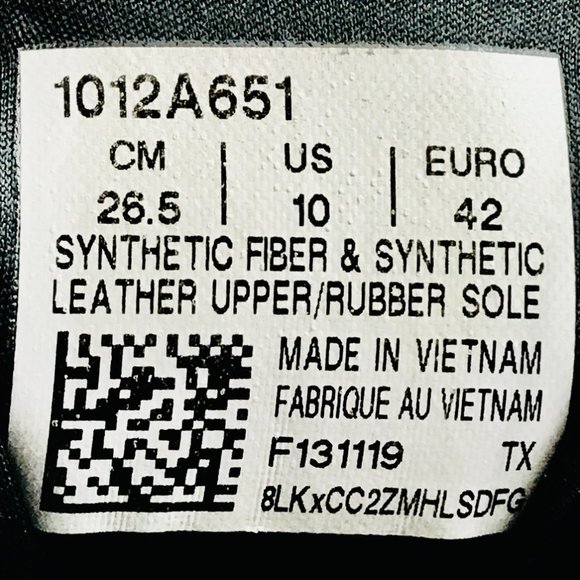 1012A651
CM | US | EURO
26.5 | 10 | 42
SYNTHETIC FIBER & SYNTHETIC
LEATHER UPPER/RUBBER SOLE
MADE IN VIETNAM
FABRIQUE AU VIETNAM
F131119 TX
8LKxCC2ZMHLSDFG